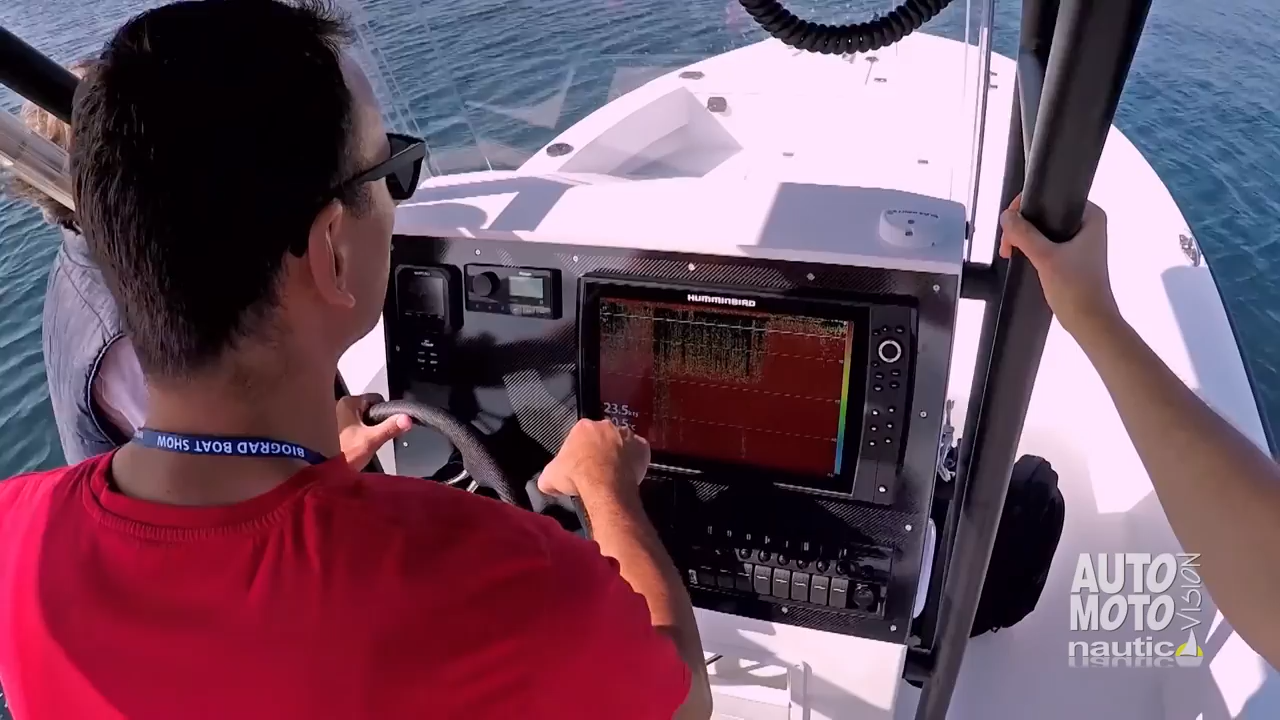 HUMMINBIRD
23.5
BIOGRAD BOAT SHOW
AUTO
MOTO
VISION
nautic